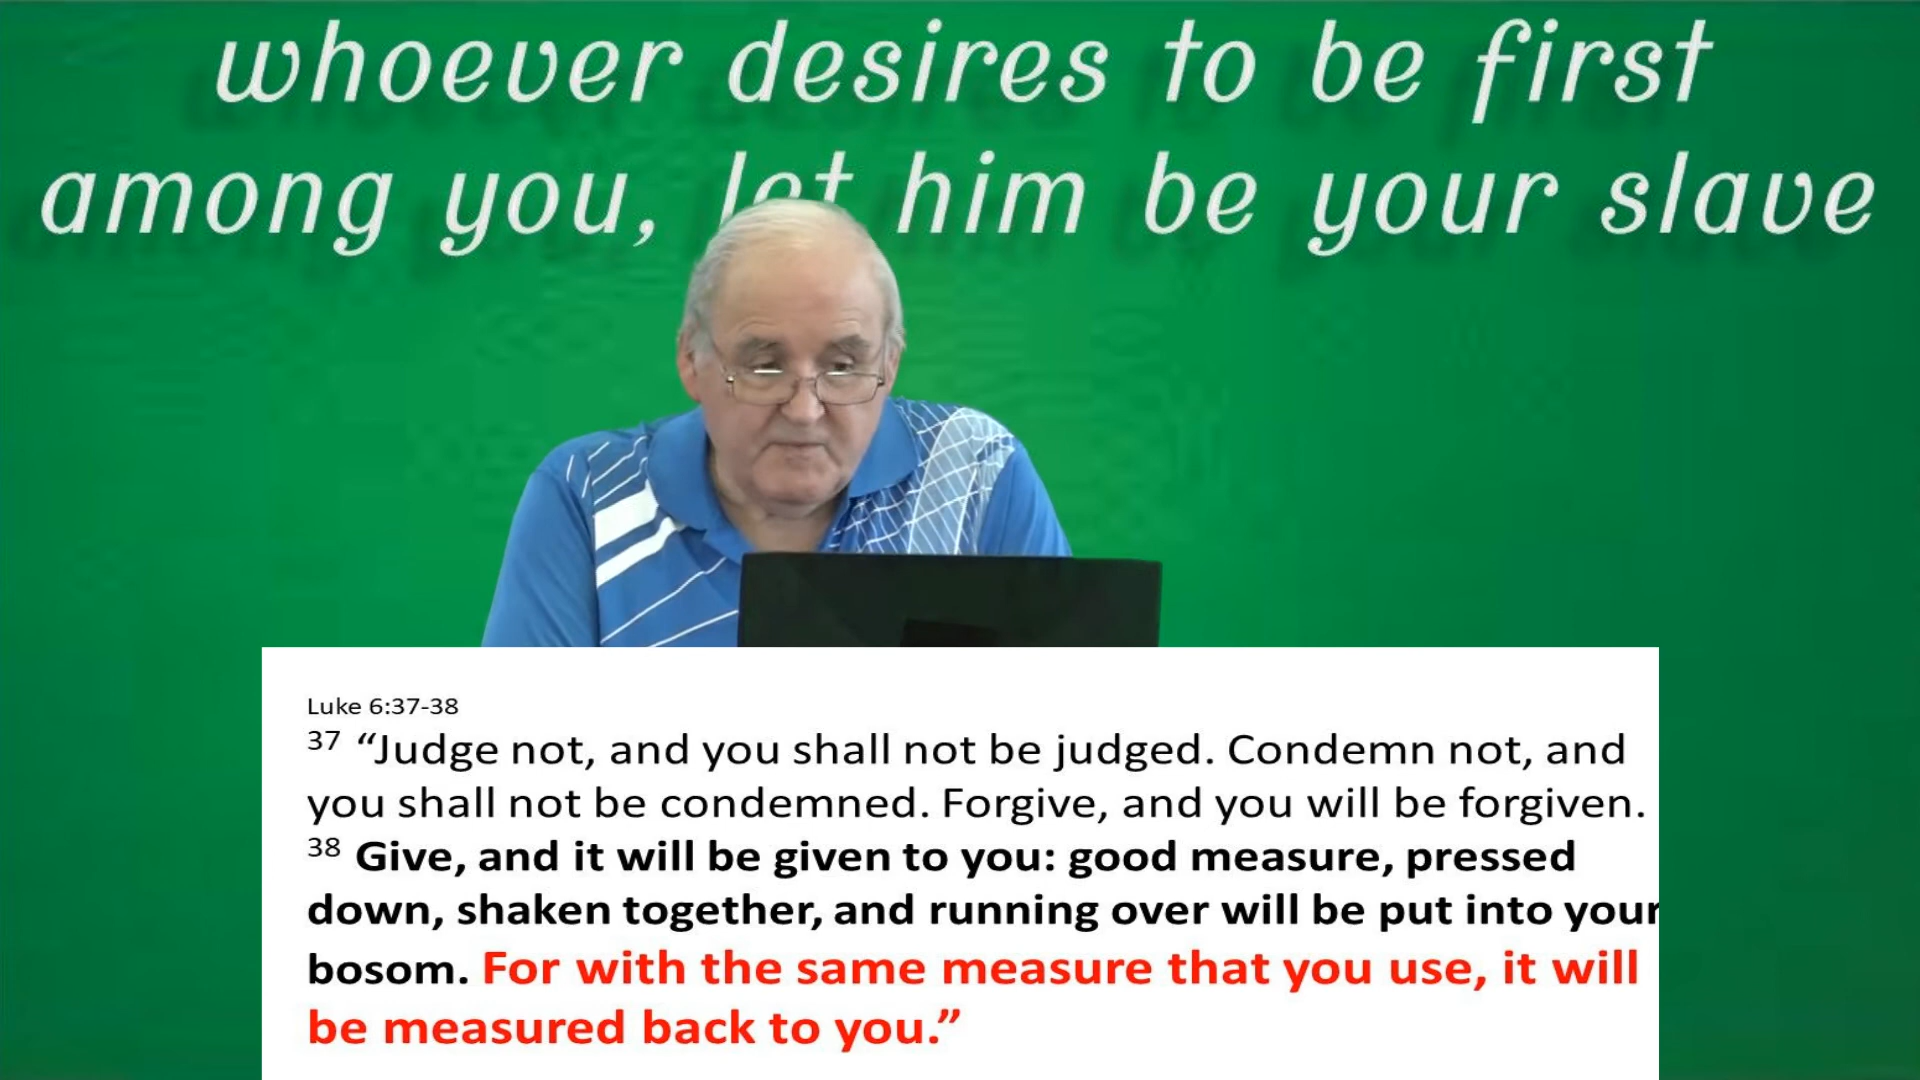 whoever desires to be first
among you, let him be your slave
Luke 6:37-38
37 “Judge not, and you shall not be judged. Condemn not, and
you shall not be condemned. Forgive, and you will be forgiven.
38 Give, and it will be given to you: good measure, pressed
down, shaken together, and running over will be put into your
bosom. For with the same measure that you use, it will
be measured back to you.”